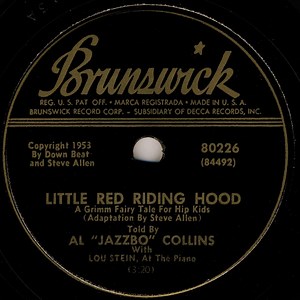 Brunswick
REG. U. S. PAT OFF. • MARCA REGISTRADA • MADE IN U. S. A.
BRUNSWICK RECORD CORP. - SUBSIDIARY OF DECCA RECORDS, INC.
Copyright 1953
By Down Beat
and Steve Allen
80226
(84492)
LITTLE RED RIDING HOOD
A Grimm Fairy Tale For Hip Kids
(Adaptation By Steve Allen)
Told By
AL "JAZZBO" COLLINS
With
LOU STEIN, At The Piano
(3:20)